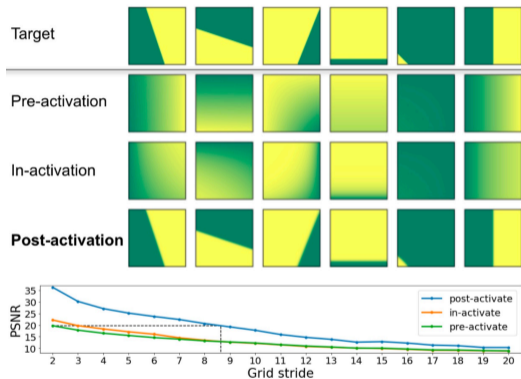 Target
Pre-activation
In-activation
Post-activation
35
30
25
20
15
10
PSNR
post-activate
in-activate
pre-activate
2 3 4 5 6 7 8 9 10 11 12 13 14 15 16 17 18 19 20
Grid stride